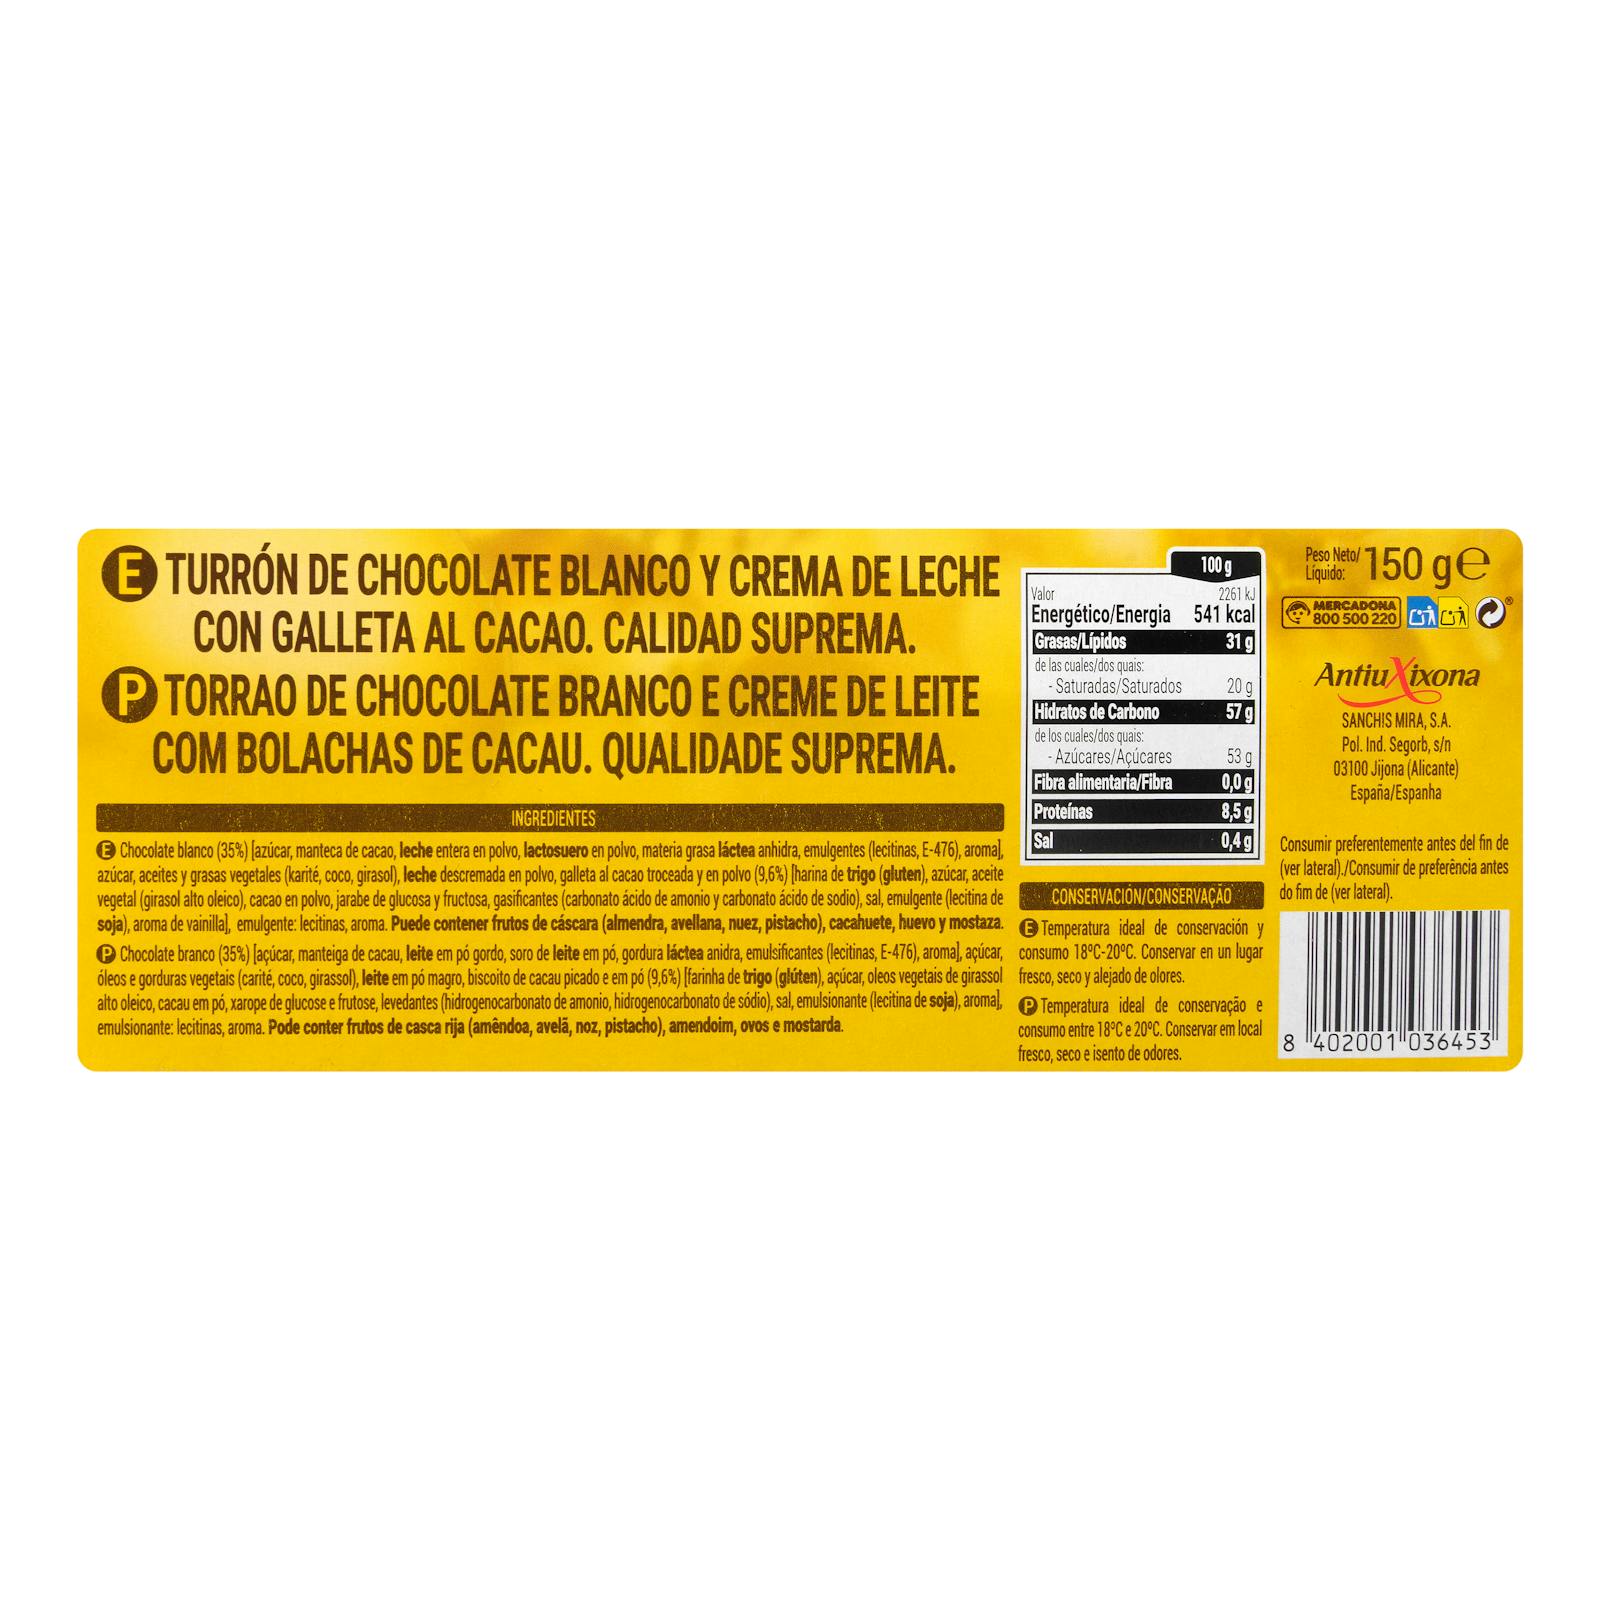 E TURRÓN DE CHOCOLATE BLANCO Y CREMA DE LECHE
CON GALLETA AL CACAO. CALIDAD SUPREMA.
P TORRAO DE CHOCOLATE BRANCO E CREME DE LEITE
COM BOLACHAS DE CACAU. QUALIDADE SUPREMA.
INGREDIENTES
E Chocolate blanco (35%) [azúcar, manteca de cacao, leche entera en polvo, lactosuero en polvo, materia grasa láctea anhidra, emulgentes (lecitinas, E-476), aroma],
azúcar, aceites y grasas vegetales (karité, coco, girasol), leche descremada en polvo, galleta al cacao troceada y en polvo (9,6%) [harina de trigo (gluten), azúcar, aceite
vegetal (girasol alto oleico), cacao en polvo, jarabe de glucosa y fructosa, gasificantes (carbonato ácido de amonio y carbonato ácido de sodio), sal, emulgente (lecitina de
soja), aroma de vainilla], emulgente: lecitinas, aroma. Puede contener frutos de cáscara (almendra, avellana, nuez, pistacho), cacahuete, huevo y mostaza.
P Chocolate branco (35%) [açúcar, manteiga de cacau, leite em pó gordo, soro de leite em pó, gordura láctea anidra, emulsificantes (lecitinas, E-476), aroma], açúcar,
óleos e gorduras vegetais (carité, coco, girassol), leite em pó magro, biscoito de cacau picado e em pó (9,6%) [farinha de trigo (glúten), açúcar, oleos vegetais de girassol
alto oleico, cacau em pó, xarope de glucose e frutose, levedantes (hidrogenocarbonato de amonio, hidrogenocarbonato de sódio), sal, emulsionante (lecitina de soja), aroma],
emulsionante: lecitinas, aroma. Pode conter frutos de casca rija (amêndoa, avelã, noz, pistacho), amendoim, ovos e mostarda.
100 g
Valor 2261 kJ
Energético/Energia 541 kcal
Grasas/Lípidos 31 g
de las cuales/dos quais:
- Saturadas/Saturados 20 g
Hidratos de Carbono 57 g
de los cuales/dos quais:
- Azúcares/Açúcares 53 g
Fibra alimentaria/Fibra 0,0 g
Proteínas 8,5 g
Sal 0,4 g
CONSERVACIÓN/CONSERVAÇÃO
E Temperatura ideal de conservación y
consumo 18ºC-20ºC. Conservar en un lugar
fresco, seco y alejado de olores.
P Temperatura ideal de conservação e
consumo entre 18ºC e 20ºC. Conservar em local
fresco, seco e isento de odores.
Peso Neto/
Líquido: 150 g e
MERCADONA
800 500 220
®
AntiuXixona
SANCHIS MIRA, S.A.
Pol. Ind. Segorb, s/n
03100 Jijona (Alicante)
España/Espanha
Consumir preferentemente antes del fin de
(ver lateral)./Consumir de preferência antes
do fim de (ver lateral).
8 402001 036453